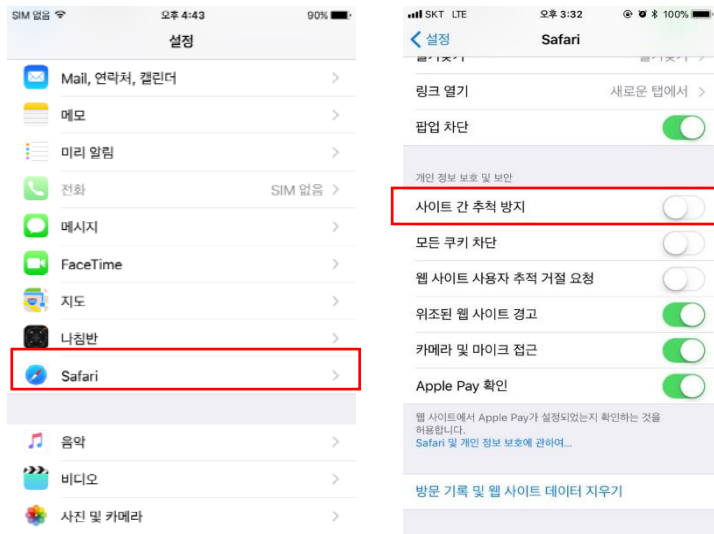 SIM 없음 오후 4:43 90%
설정
Mail, 연락처, 캘린더
메모
미리 알림
전화 SIM 없음
메시지
FaceTime
지도
나침반
Safari
음악
비디오
사진 및 카메라
SKT LTE 오후 3:32 100%
설정 Safari
링크 열기 새로운 탭에서
팝업 차단
개인 정보 보호 및 보안
사이트 간 추척 방지
모든 쿠키 차단
웹 사이트 사용자 추적 거절 요청
위조된 웹 사이트 경고
카메라 및 마이크 접근
Apple Pay 확인
웹 사이트에서 Apple Pay가 설정되었는지 확인하는 것을
허용합니다.
Safari 및 개인 정보 보호에 관하여...
방문 기록 및 웹 사이트 데이터 지우기